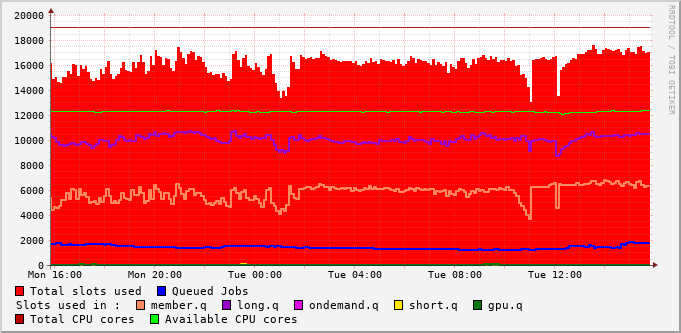 20000
18000
16000
14000
12000
10000
8000
6000
4000
2000
0
Mon 16:00 Mon 20:00 Tue 00:00 Tue 04:00 Tue 08:00 Tue 12:00
Total slots used Queued Jobs
Slots used in : member.q long.q ondemand.q short.q gpu.q
Total CPU cores Available CPU cores
RRDTOOL / TOBI OETIKER